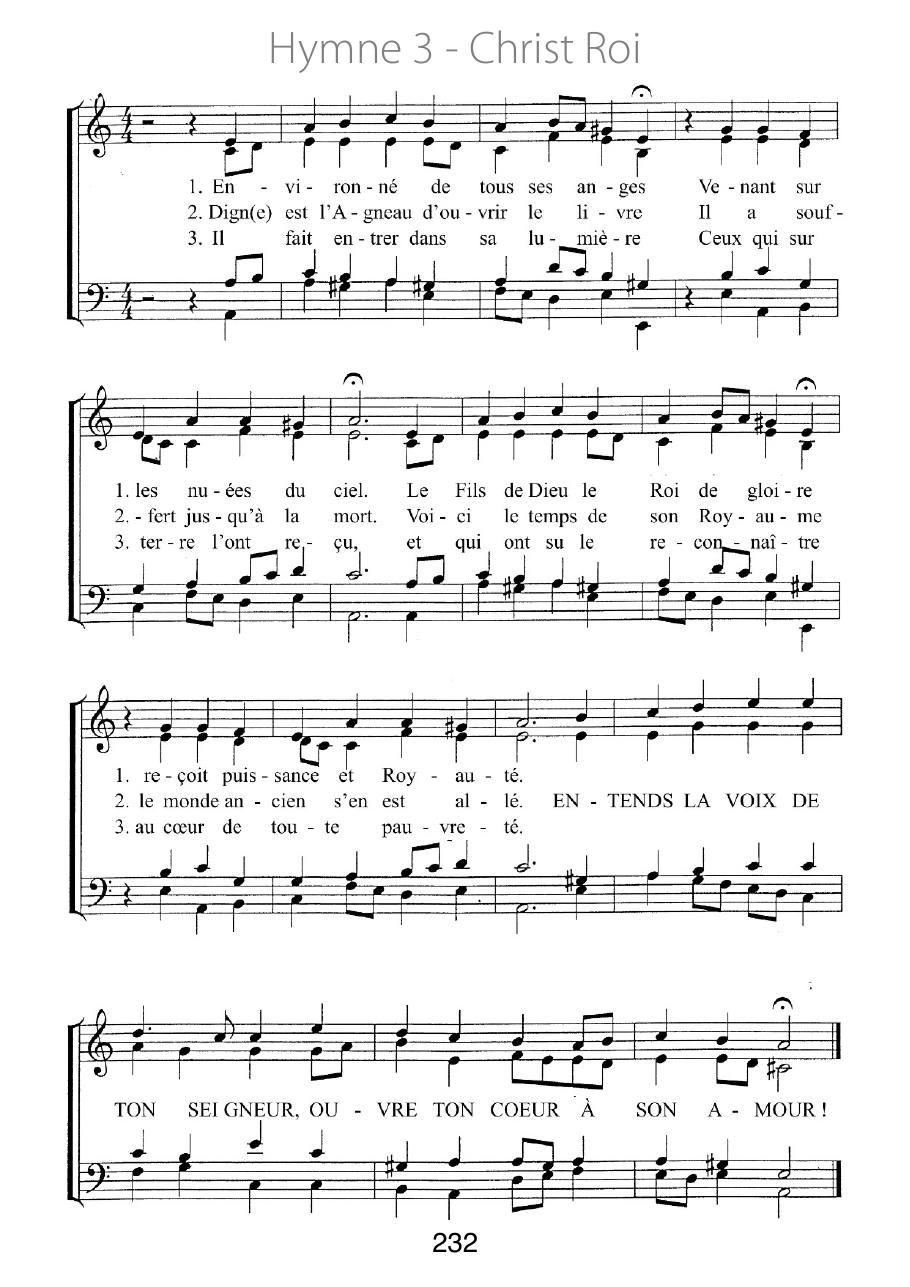 Hymne 3 - Christ Roi
1. En - vi - ron - né de tous ses an - ges Ve - nant sur
2. Dign(e) est l'A - gneau d'ou - vrir le li - vre Il a souf -
3. Il fait en - trer dans sa lu - miè - re Ceux qui sur
1. les nu - ées du ciel. Le Fils de Dieu le Roi de gloi - re
2. - fert jus - qu'à la mort. Voi - ci le temps de son Roy - au - me
3. ter - re l'ont re - çu, et qui ont su le re - con - naî - tre
1. re - çoit puis - sance et Roy - au - té.
2. le monde an - cien s'en est al - lé. EN - TENDS LA VOIX DE
3. au cœur de tou - te pau - vre - té.
TON SEI GNEUR, OU - VRE TON COEUR À SON A - MOUR !
232